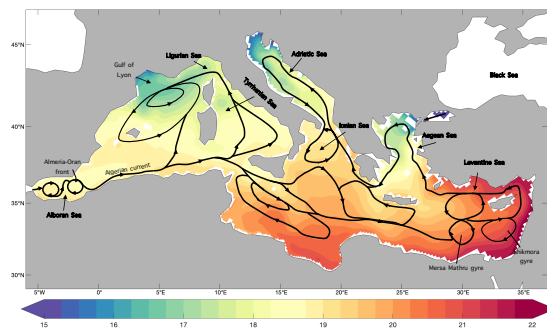 45°N
40°N
35°N
30°N
Ligurian Sea
Adriatic Sea
Gulf of
Lyon
Tyrrhenian Sea
Black Sea
Ionian Sea
Aegean Sea
Almeria-Oran
front
Algerian current
Levantine Sea
Alboran Sea
Mersa Mathru gyre
hikmora
gyre
5°W 0°E 5°E 10°E 15°E 20°E 25°E 30°E 35°E
15 16 17 18 19 20 21 22